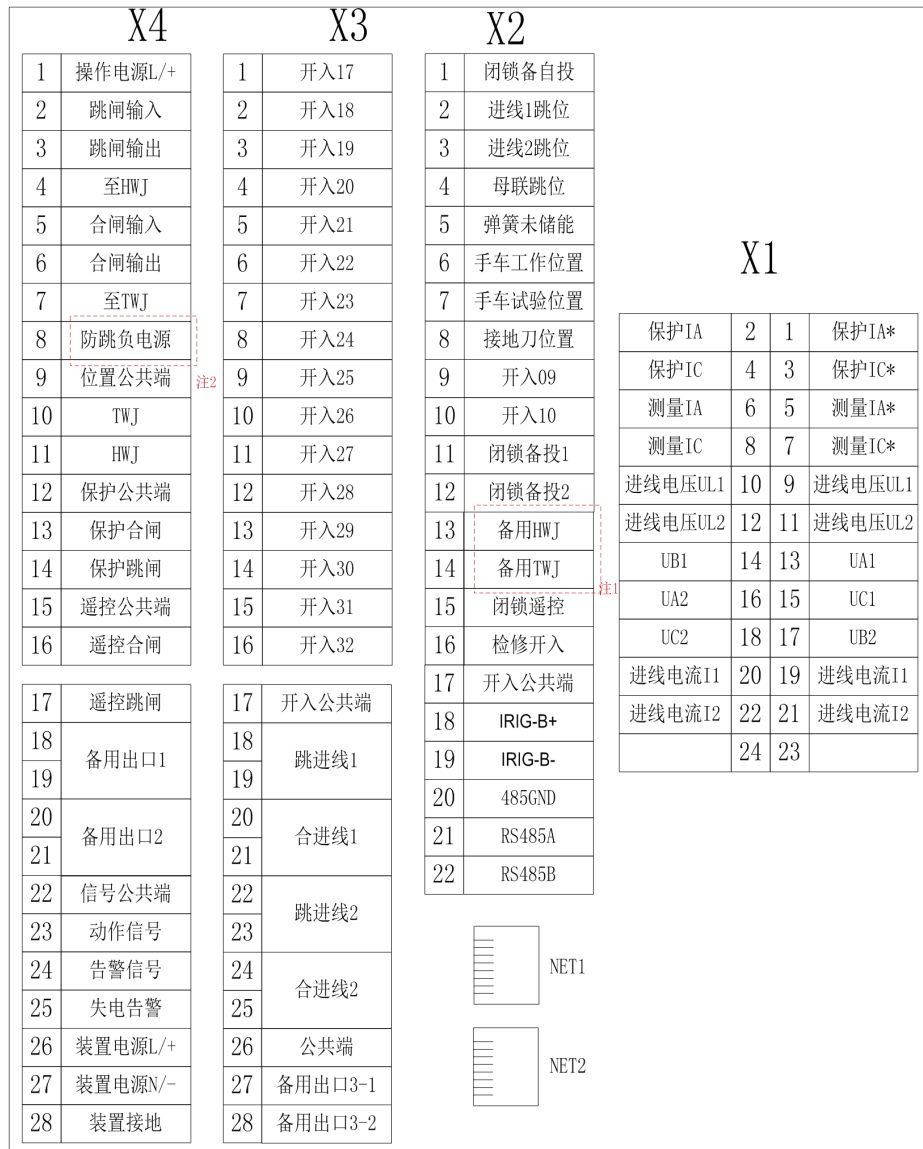 X4
1 操作电源L/+
2 跳闸输入
3 跳闸输出
4 至HWJ
5 合闸输入
6 合闸输出
7 至TWJ
8 防跳负电源
9 位置公共端
注2
10 TWJ
11 HWJ
12 保护公共端
13 保护合闸
14 保护跳闸
15 遥控公共端
16 遥控合闸
17 遥控跳闸
18
备用出口1
19
20
备用出口2
21
22 信号公共端
23 动作信号
24 告警信号
25 失电告警
26 装置电源L/+
27 装置电源N/-
28 装置接地
X3
1 开入17
2 开入18
3 开入19
4 开入20
5 开入21
6 开入22
7 开入23
8 开入24
9 开入25
10 开入26
11 开入27
12 开入28
13 开入29
14 开入30
15 开入31
16 开入32
17 开入公共端
18
跳进线1
19
20
合进线1
21
22
跳进线2
23
24
合进线2
25
26 公共端
27 备用出口3-1
28 备用出口3-2
X2
1 闭锁备自投
2 进线1跳位
3 进线2跳位
4 母联跳位
5 弹簧未储能
6 手车工作位置
7 手车试验位置
8 接地刀位置
9 开入09
10 开入10
11 闭锁备投1
12 闭锁备投2
13 备用HWJ
14 备用TWJ
注1
15 闭锁遥控
16 检修开入
17 开入公共端
18 IRIG-B+
19 IRIG-B-
20 485GND
21 RS485A
22 RS485B
NET1
NET2
X1
保护IA 2 1 保护IA*
保护IC 4 3 保护IC*
测量IA 6 5 测量IA*
测量IC 8 7 测量IC*
进线电压UL1 10 9 进线电压UL1
进线电压UL2 12 11 进线电压UL2
UB1 14 13 UA1
UA2 16 15 UC1
UC2 18 17 UB2
进线电流I1 20 19 进线电流I1
进线电流I2 22 21 进线电流I2
24 23